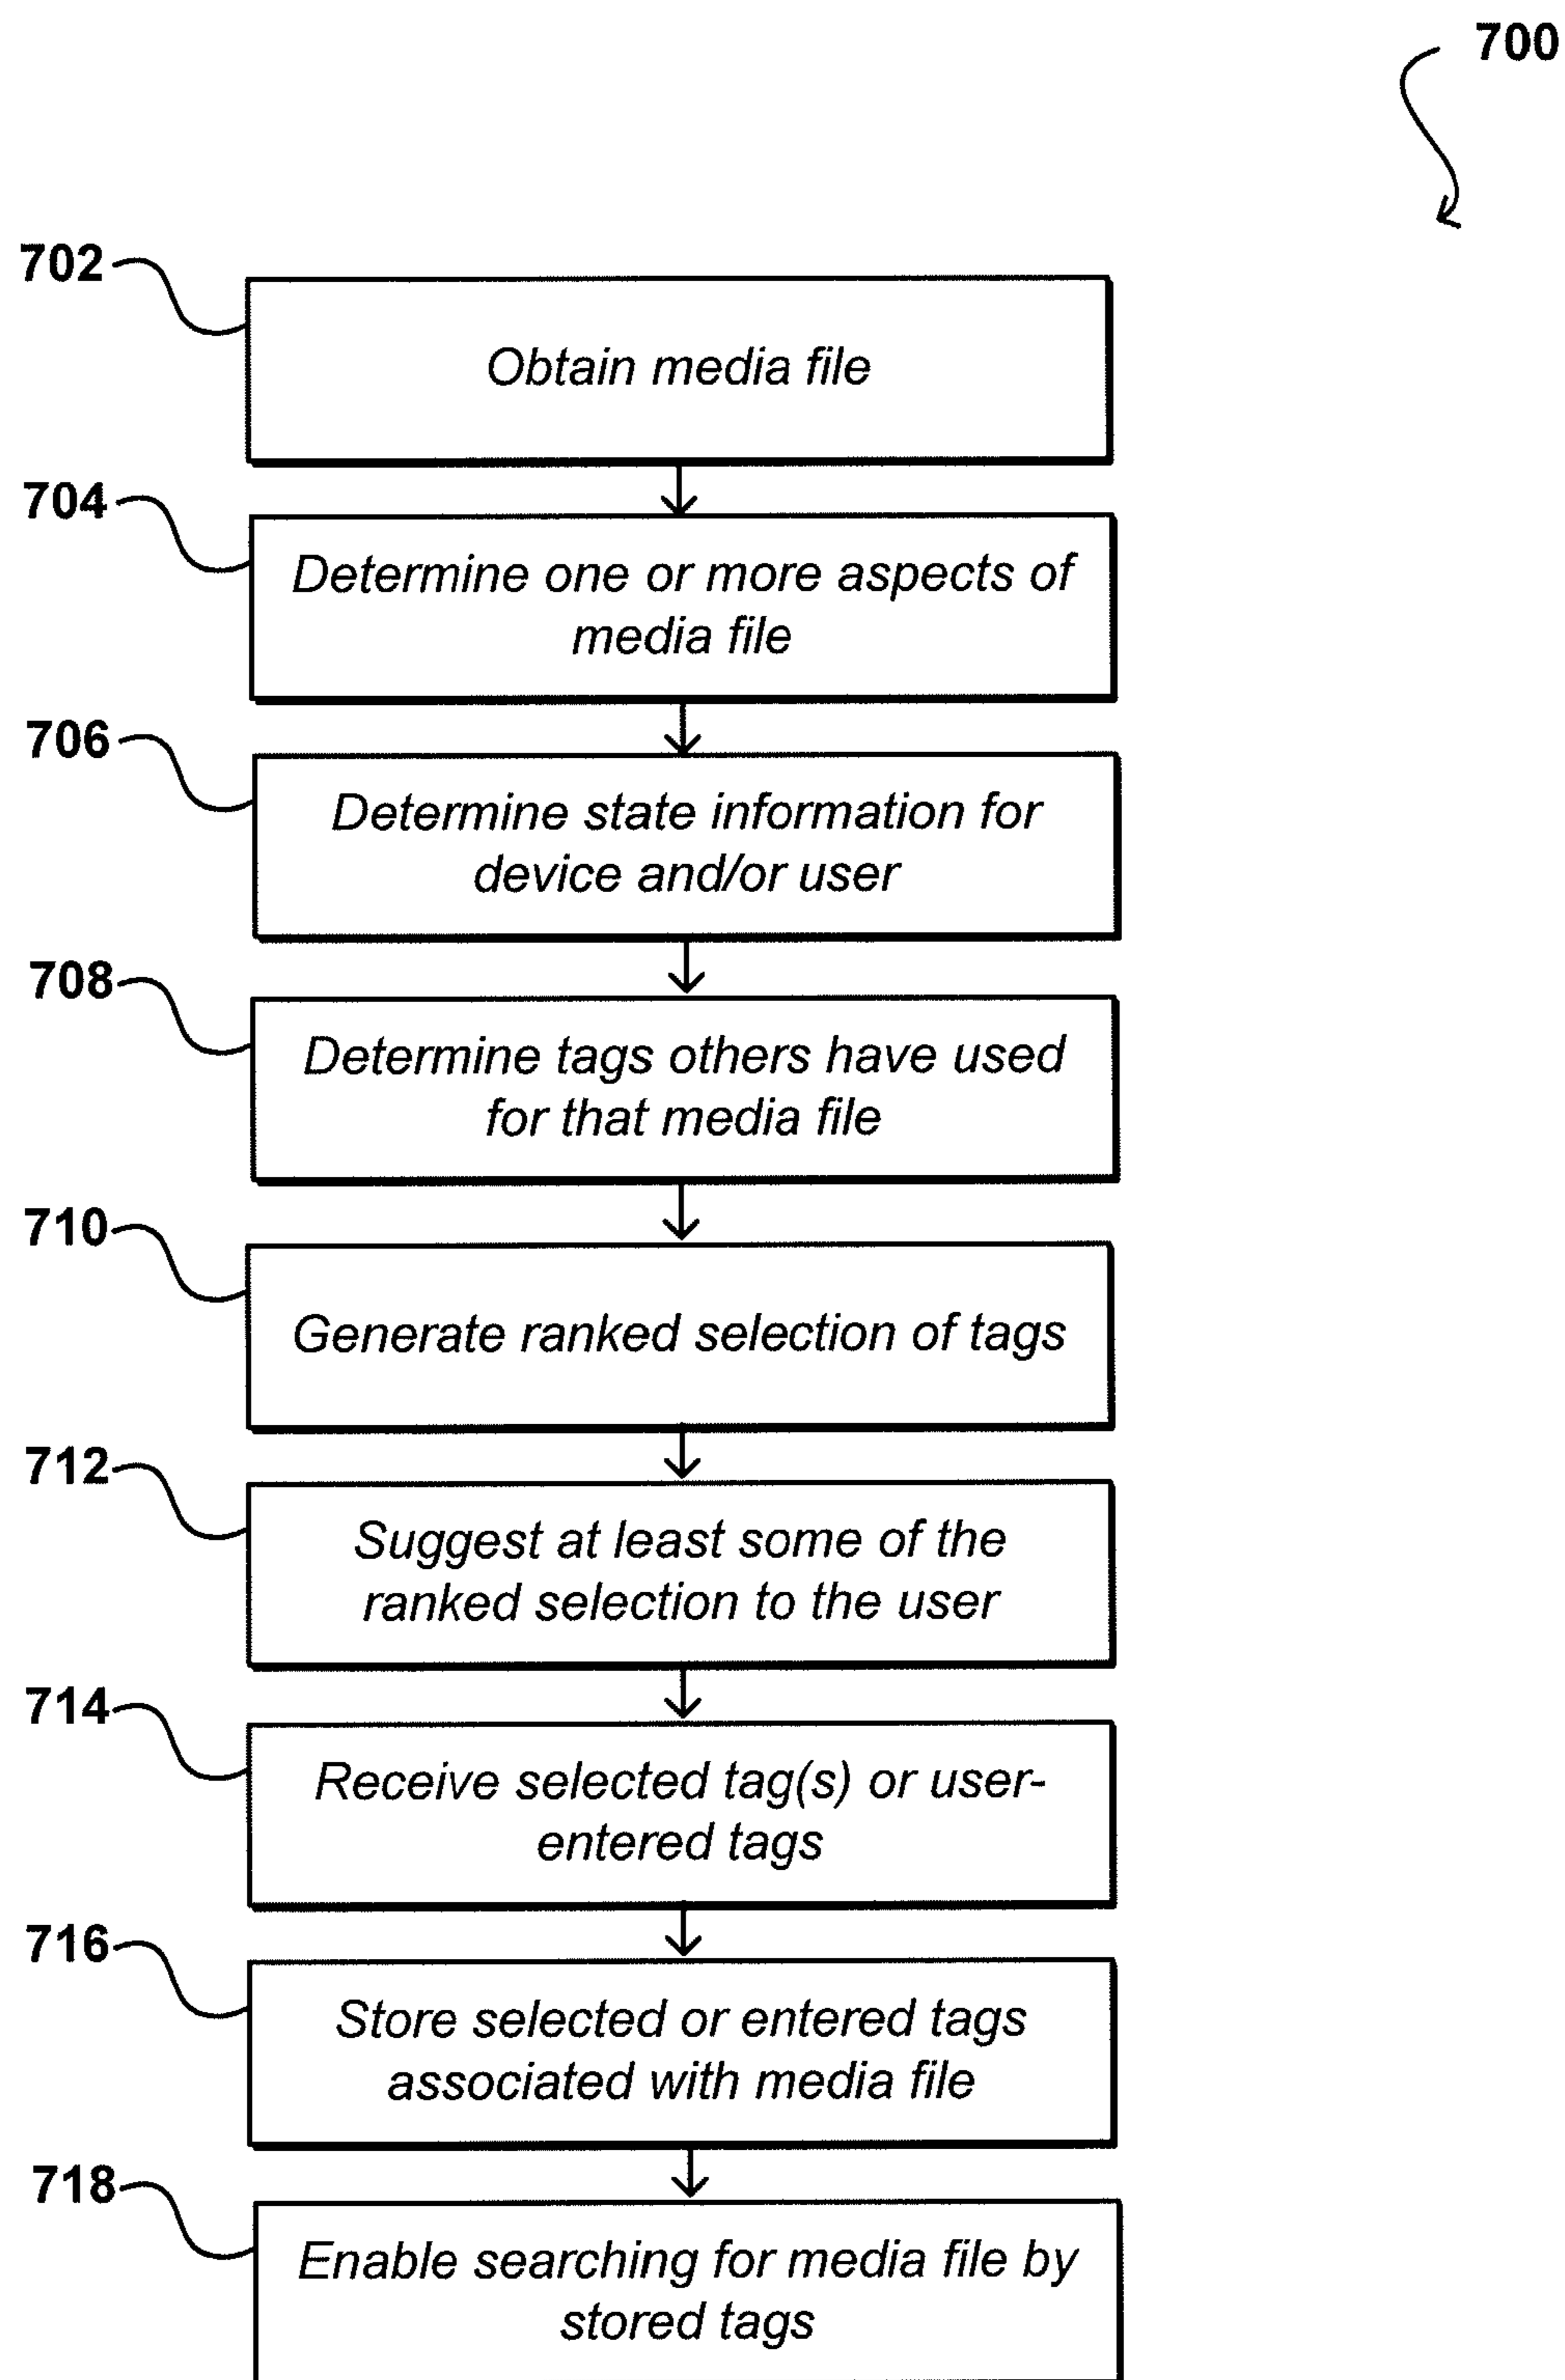 700
702
Obtain media file
704
Determine one or more aspects of
media file
706
Determine state information for
device and/or user
708
Determine tags others have used
for that media file
710
Generate ranked selection of tags
712
Suggest at least some of the
ranked selection to the user
714
Receive selected tag(s) or user-
entered tags
716
Store selected or entered tags
associated with media file
718
Enable searching for media file by
stored tags